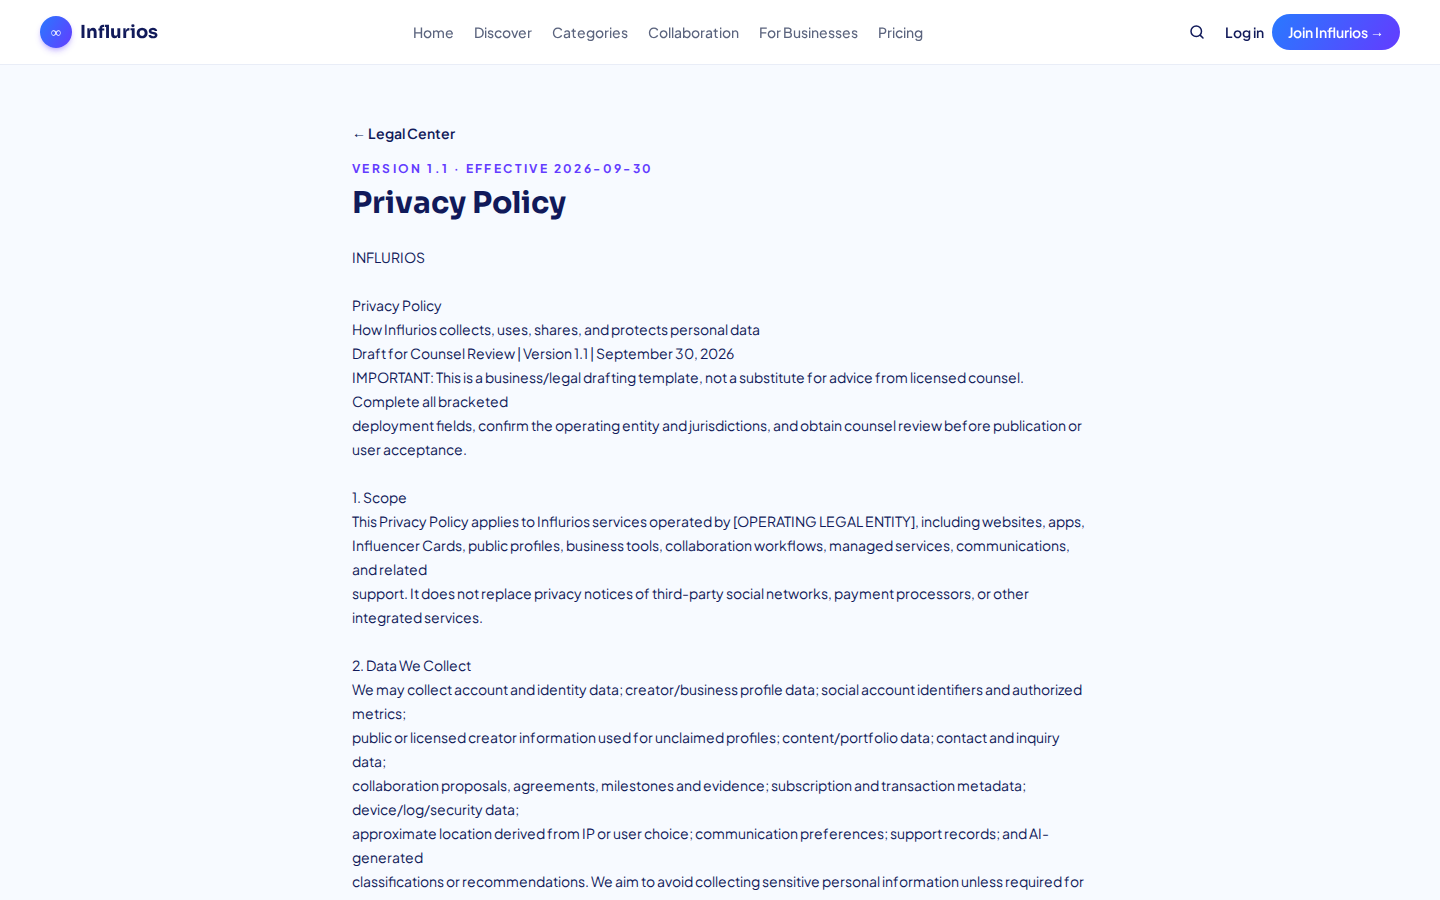 ∞ Influrios
Home Discover Categories Collaboration For Businesses Pricing
Log in Join Influrios →
← Legal Center
VERSION 1.1 · EFFECTIVE 2026-09-30
Privacy Policy
INFLURIOS
Privacy Policy
How Influrios collects, uses, shares, and protects personal data
Draft for Counsel Review | Version 1.1 | September 30, 2026
IMPORTANT: This is a business/legal drafting template, not a substitute for advice from licensed counsel.
Complete all bracketed
deployment fields, confirm the operating entity and jurisdictions, and obtain counsel review before publication or
user acceptance.
1. Scope
This Privacy Policy applies to Influrios services operated by [OPERATING LEGAL ENTITY], including websites, apps,
Influencer Cards, public profiles, business tools, collaboration workflows, managed services, communications,
and related
support. It does not replace privacy notices of third-party social networks, payment processors, or other
integrated services.
2. Data We Collect
We may collect account and identity data; creator/business profile data; social account identifiers and authorized
metrics;
public or licensed creator information used for unclaimed profiles; content/portfolio data; contact and inquiry
data;
collaboration proposals, agreements, milestones and evidence; subscription and transaction metadata;
device/log/security data;
approximate location derived from IP or user choice; communication preferences; support records; and AI-
generated
classifications or recommendations. We aim to avoid collecting sensitive personal information unless required for